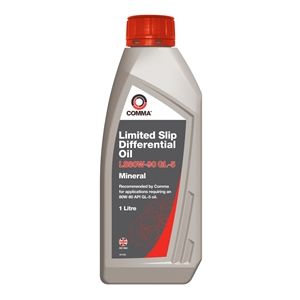 COMMA
Limited Slip
Differential
Oil
LS80W-90 GL-5
Mineral
Recommended by Comma
for applications requiring an
80W-90 API GL-5 oil.
1 Litre